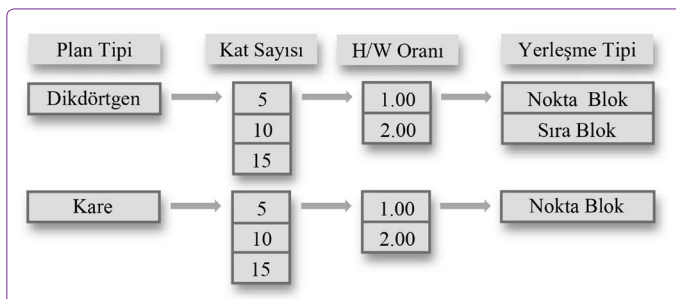 Plan Tipi Kat Sayısı H/W Oranı Yerleşme Tipi
Dikdörtgen 5 1.00 Nokta Blok
10 2.00 Sıra Blok
15
Kare 5 1.00 Nokta Blok
10 2.00
15